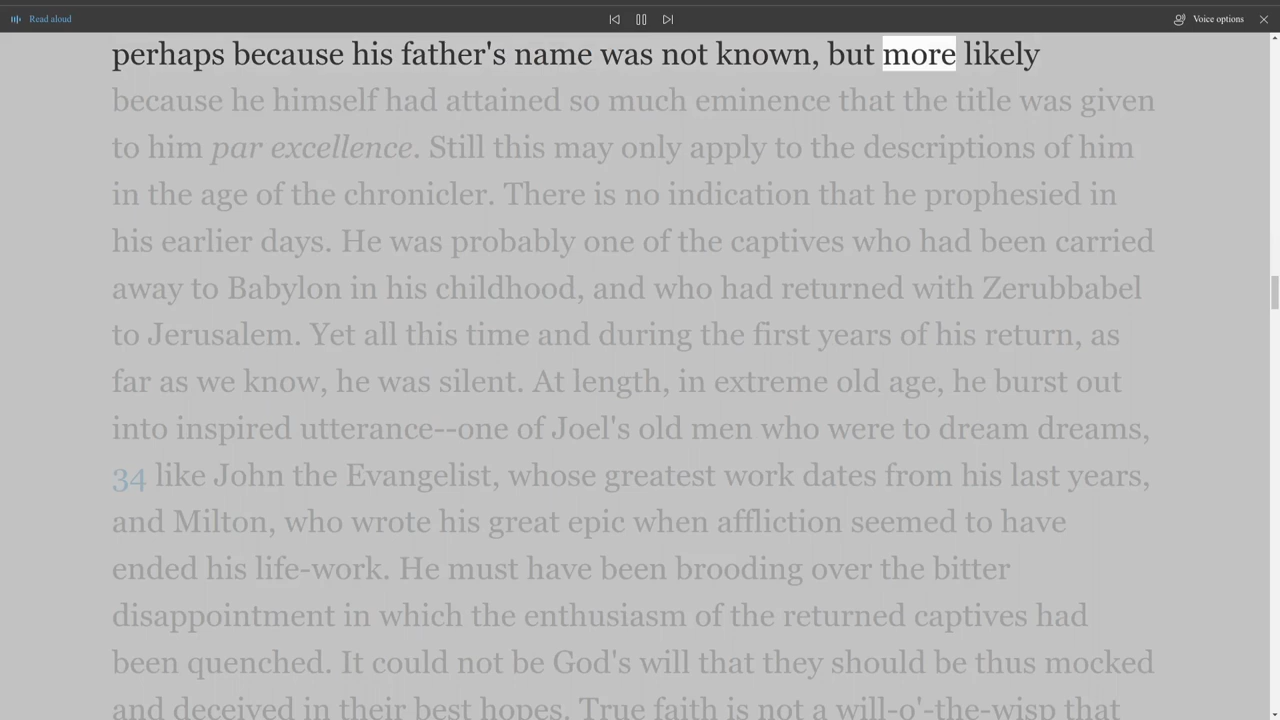 Read aloud
Voice options
perhaps because his father's name was not known, but more likely
because he himself had attained so much eminence that the title was given
to him par excellence. Still this may only apply to the descriptions of him
in the age of the chronicler. There is no indication that he prophesied in
his earlier days. He was probably one of the captives who had been carried
away to Babylon in his childhood, and who had returned with Zerubbabel
to Jerusalem. Yet all this time and during the first years of his return, as
far as we know, he was silent. At length, in extreme old age, he burst out
into inspired utterance--one of Joel's old men who were to dream dreams,
34 like John the Evangelist, whose greatest work dates from his last years,
and Milton, who wrote his great epic when affliction seemed to have
ended his life-work. He must have been brooding over the bitter
disappointment in which the enthusiasm of the returned captives had
been quenched. It could not be God's will that they should be thus mocked
and deceived in their best hopes. True faith is not a will-o'-the-wisp that